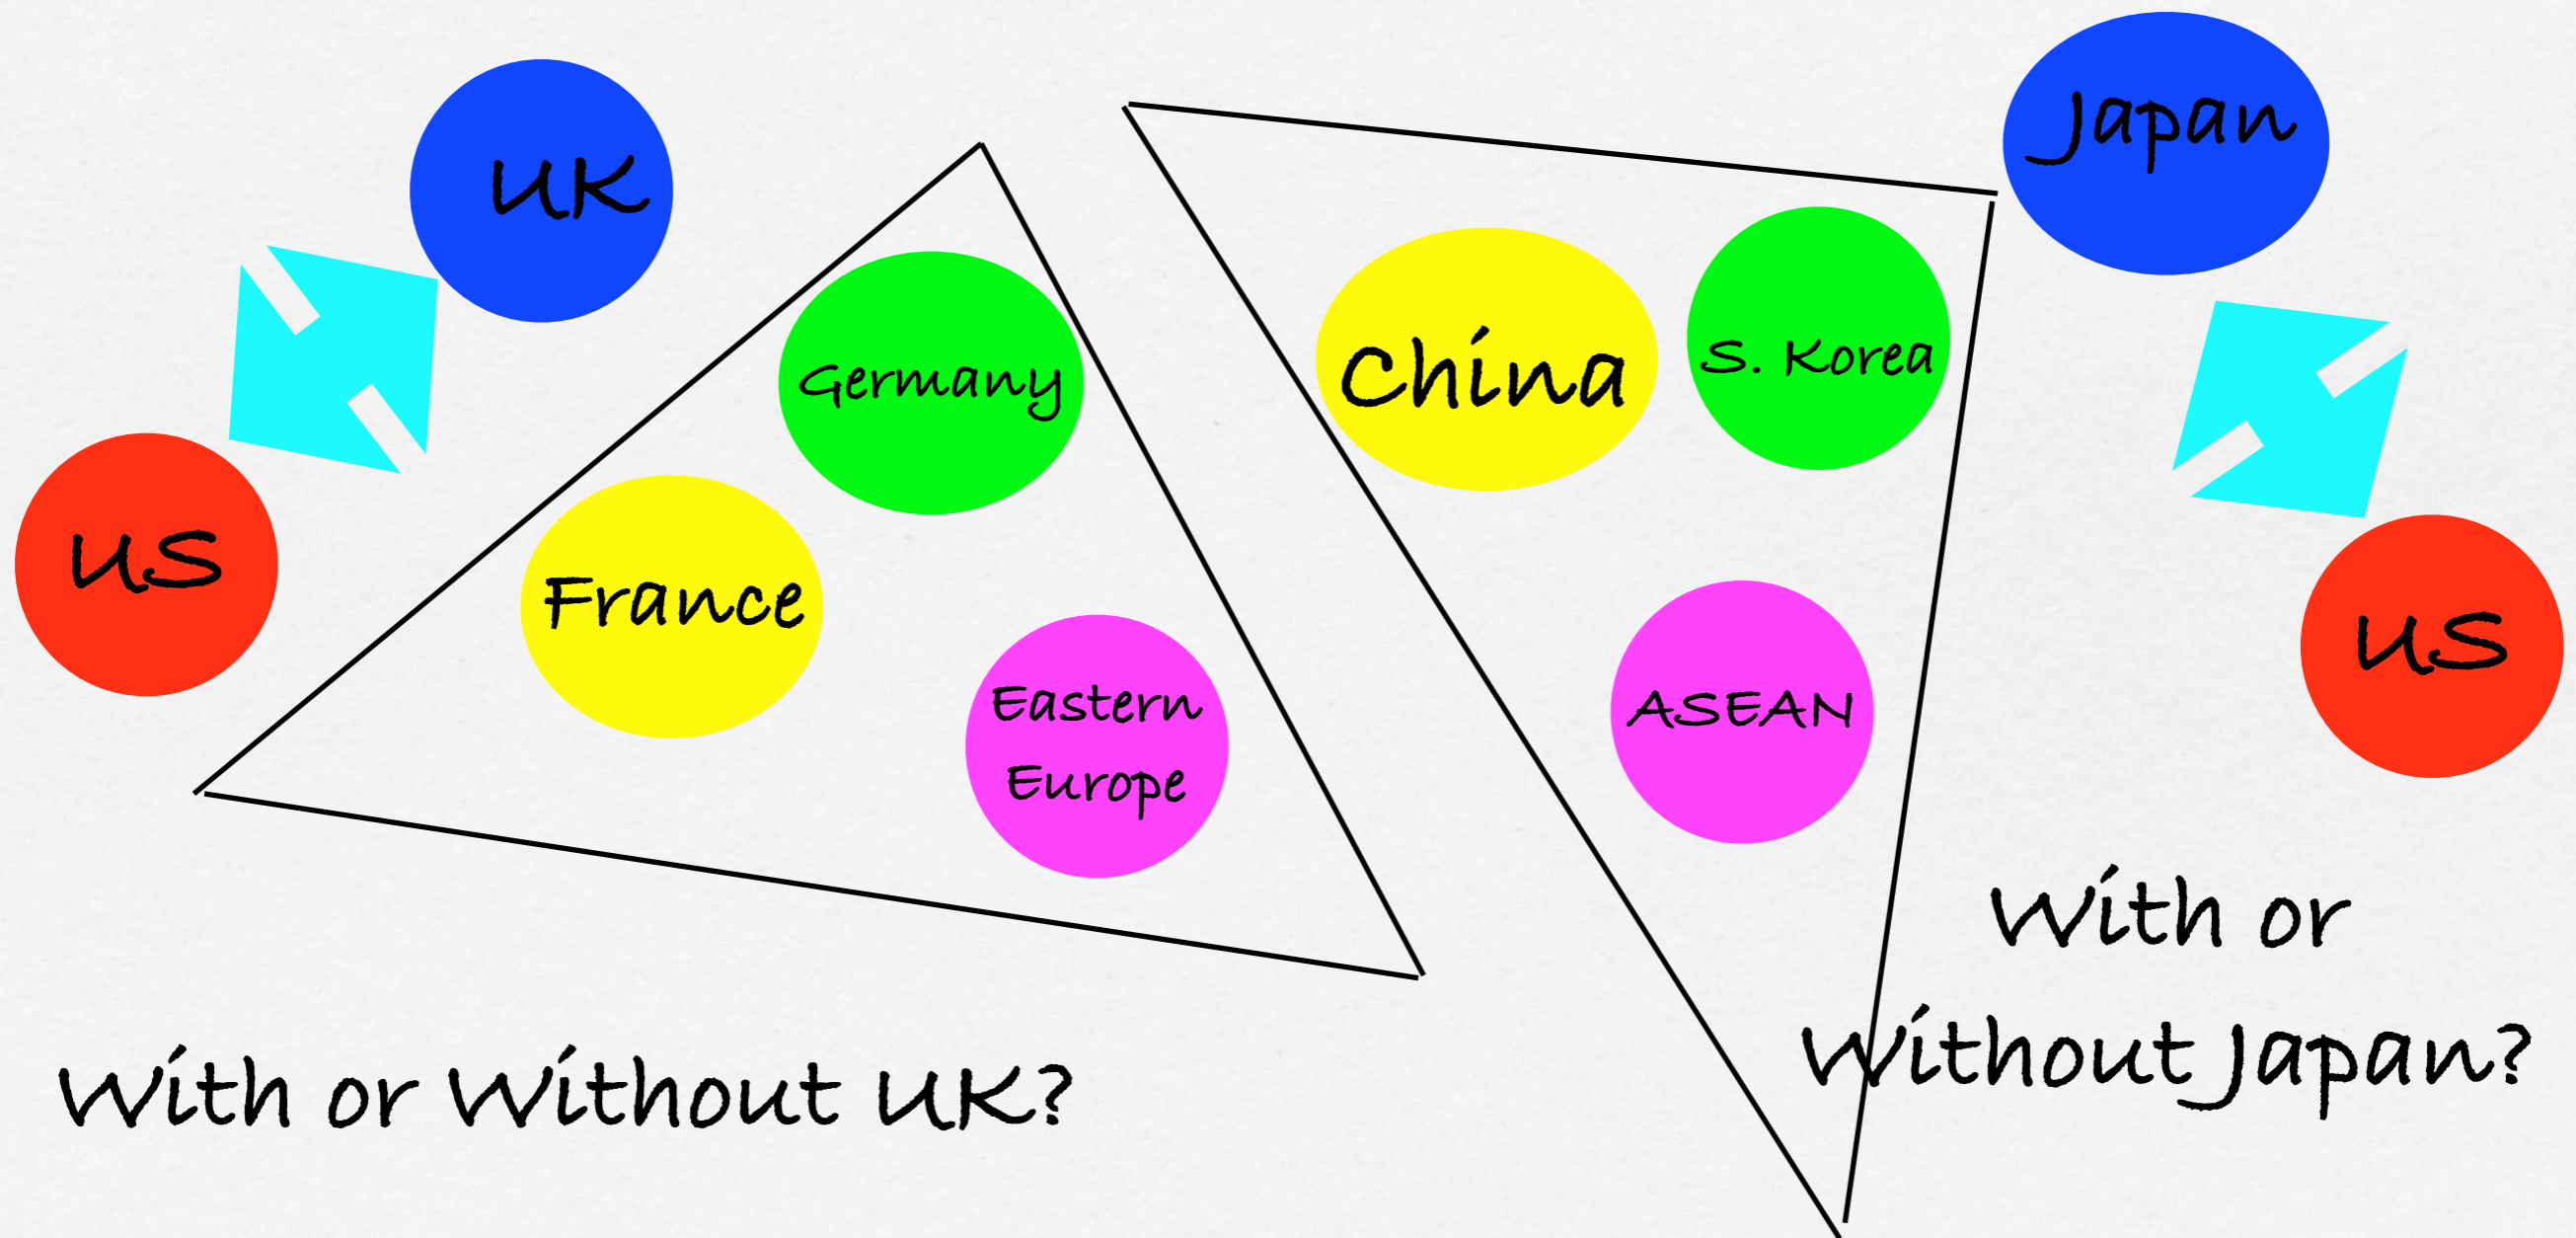 UK
US
Germany
France
Eastern
Europe
With or Without UK?
Japan
China
S. Korea
ASEAN
US
With or
Without Japan?